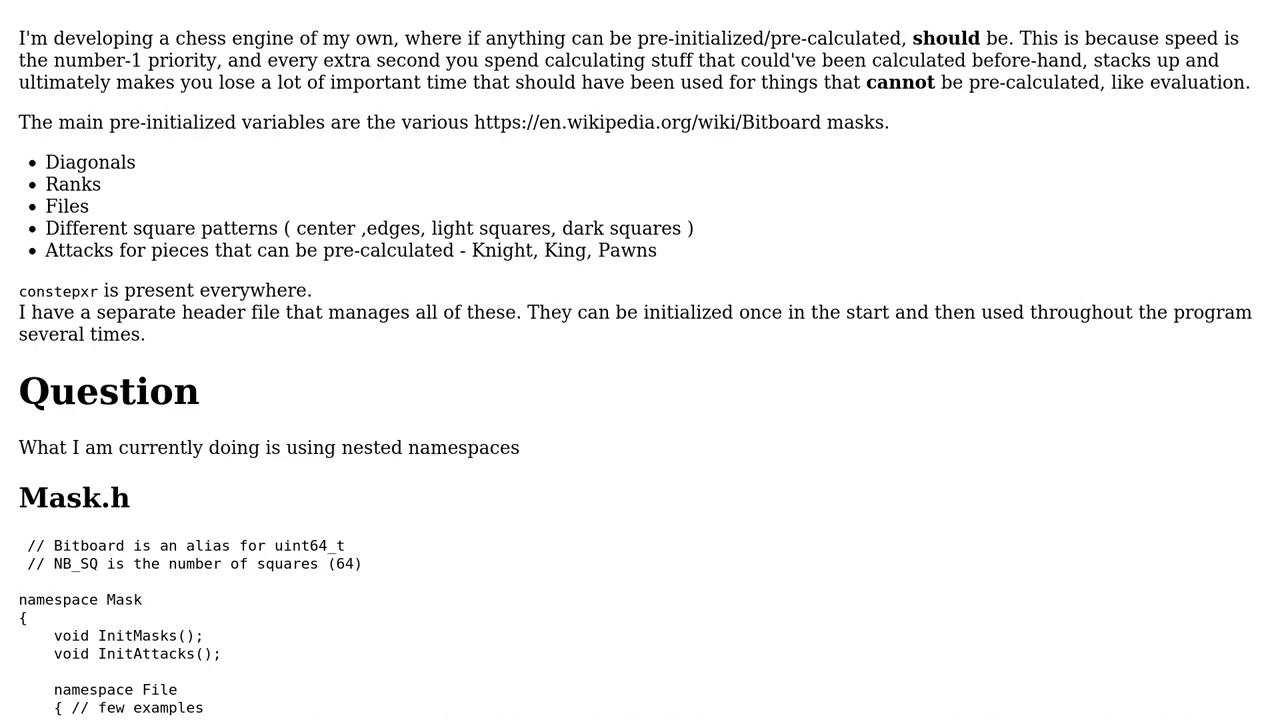 I'm developing a chess engine of my own, where if anything can be pre-initialized/pre-calculated, should be. This is because speed is
the number-1 priority, and every extra second you spend calculating stuff that could've been calculated before-hand, stacks up and
ultimately makes you lose a lot of important time that should have been used for things that cannot be pre-calculated, like evaluation.
The main pre-initialized variables are the various https://en.wikipedia.org/wiki/Bitboard masks.
• Diagonals
• Ranks
• Files
• Different square patterns ( center ,edges, light squares, dark squares )
• Attacks for pieces that can be pre-calculated - Knight, King, Pawns
constepxr is present everywhere.
I have a separate header file that manages all of these. They can be initialized once in the start and then used throughout the program
several times.
Question
What I am currently doing is using nested namespaces
Mask.h
// Bitboard is an alias for uint64_t
// NB_SQ is the number of squares (64)
namespace Mask
{
void InitMasks();
void InitAttacks();
namespace File
{ // few examples